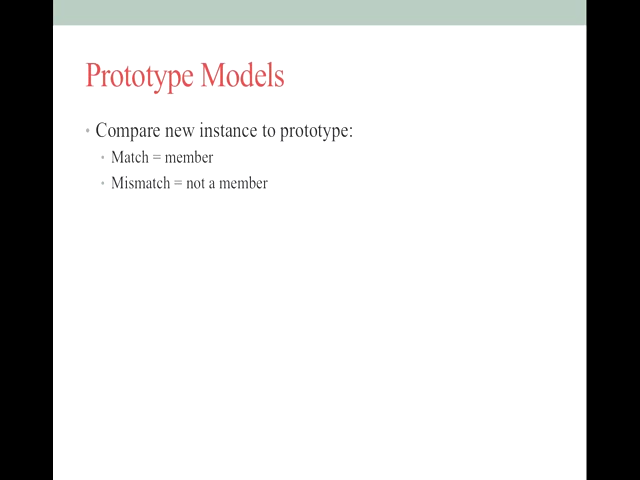 Prototype Models
• Compare new instance to prototype:
• Match = member
• Mismatch = not a member